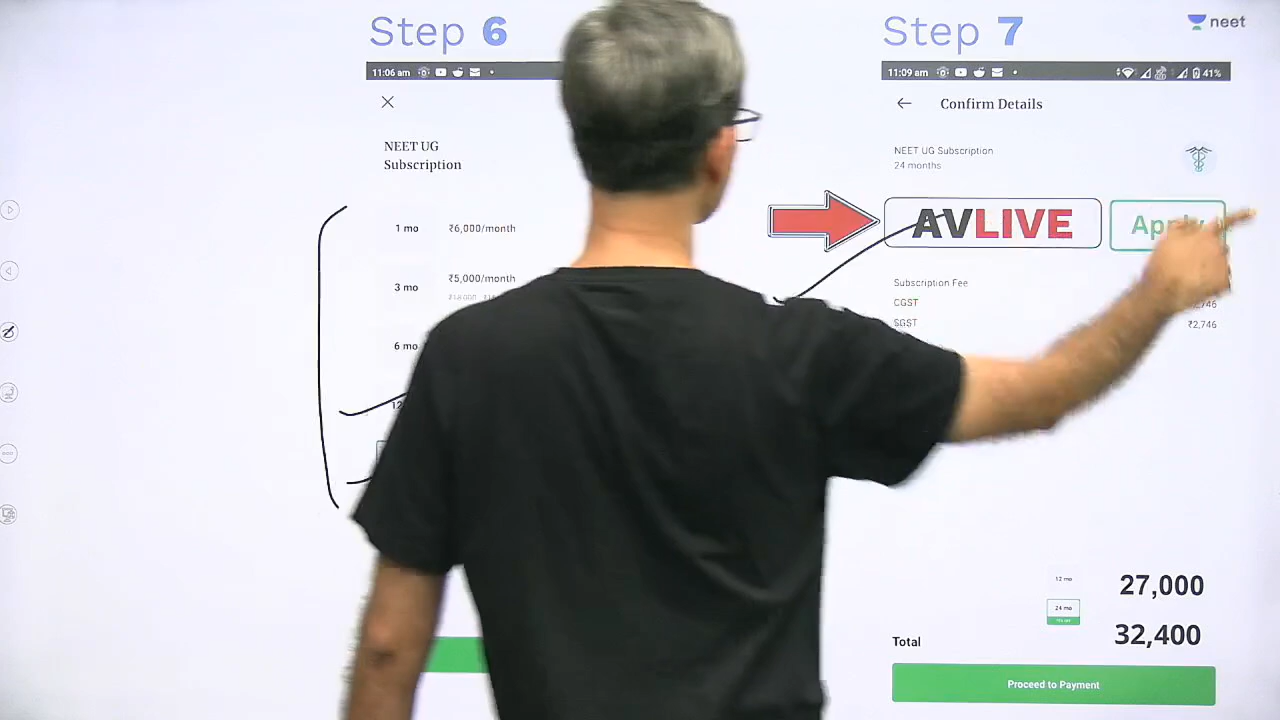 Step 6
11:06 am
NEET UG
Subscription
1 mo
₹6,000/month
3 mo
₹5,000/month
6 mo
12
Step 7
neet
11:09 am
41%
Confirm Details
NEET UG Subscription
24 months
AVLIVE
Apply
Subscription Fee
CGST
SGST
₹2,746
12 mo
27,000
24 mo
32,400
Total
Proceed to Payment